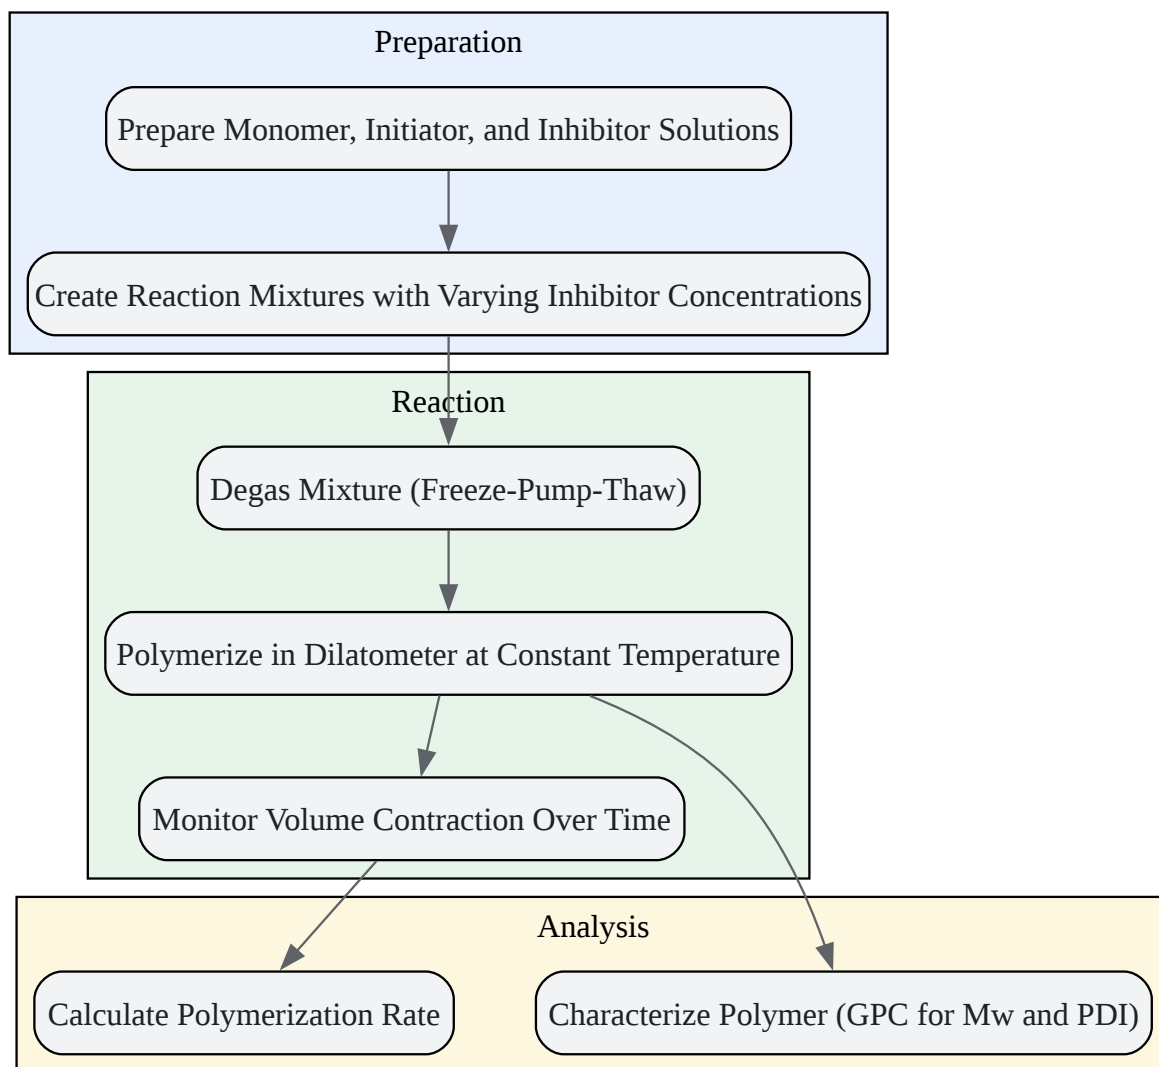 Preparation
Prepare Monomer, Initiator, and Inhibitor Solutions
Create Reaction Mixtures with Varying Inhibitor Concentrations
Reaction
Degas Mixture (Freeze-Pump-Thaw)
Polymerize in Dilatometer at Constant Temperature
Monitor Volume Contraction Over Time
Analysis
Calculate Polymerization Rate
Characterize Polymer (GPC for Mw and PDI)